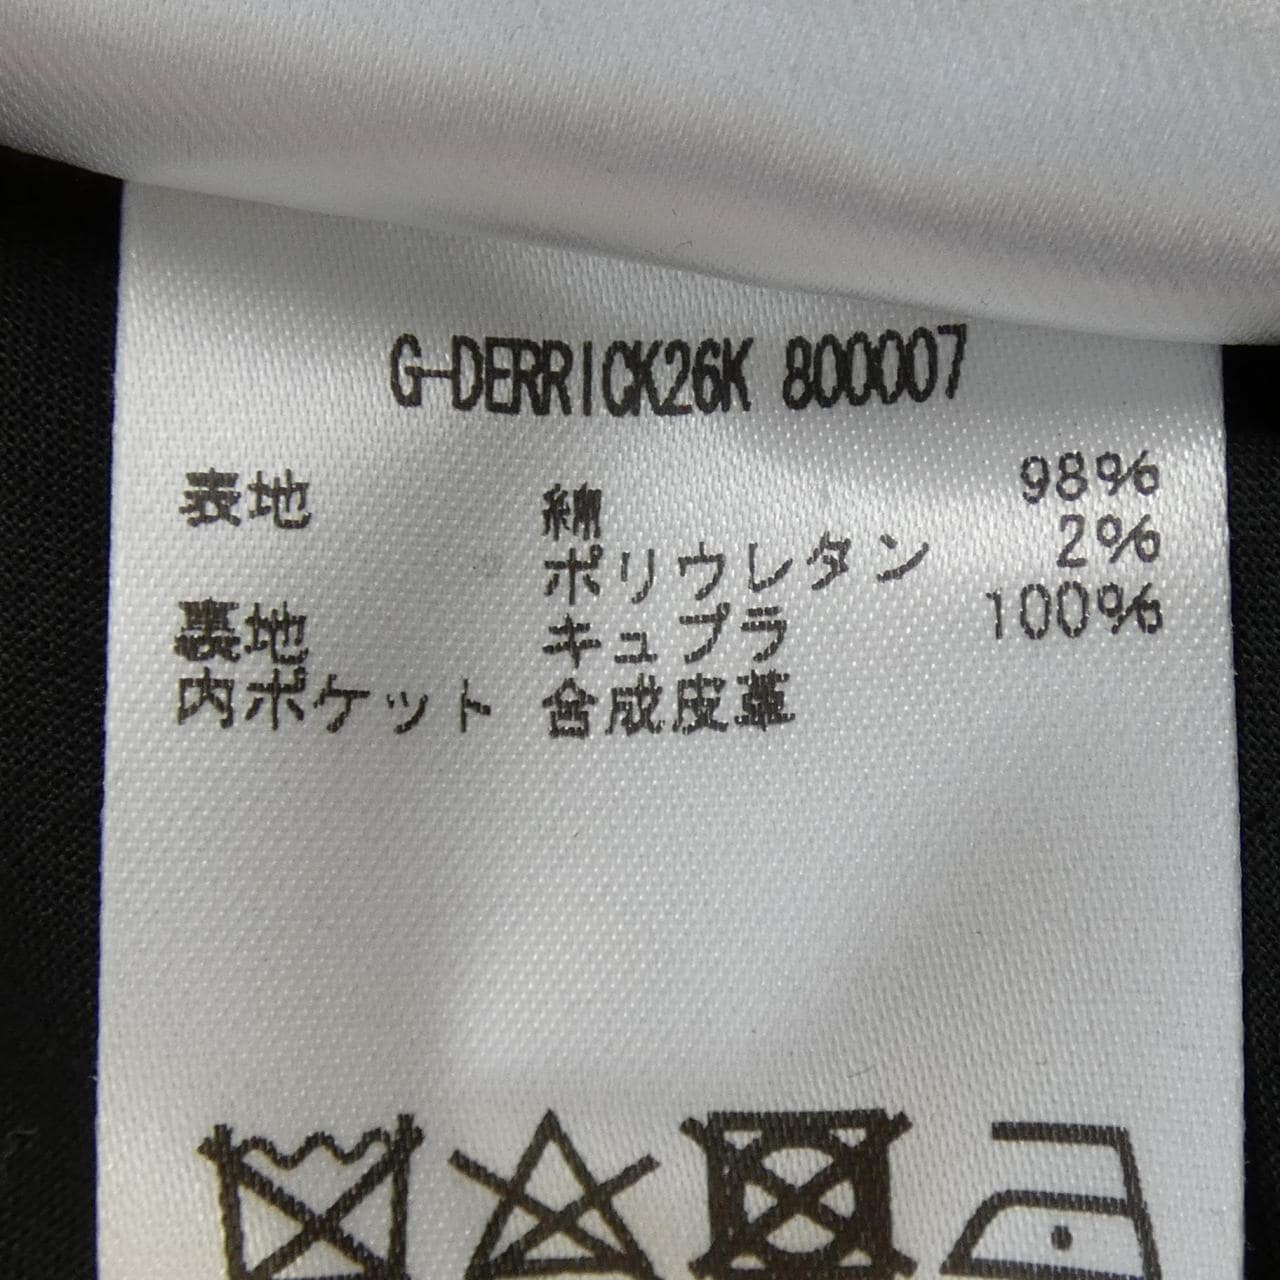 G-DERRICK26K 800007
表地 綿 98%
ポリウレタン 2%
裏地 キュプラ 100%
内ポケット 合成皮革